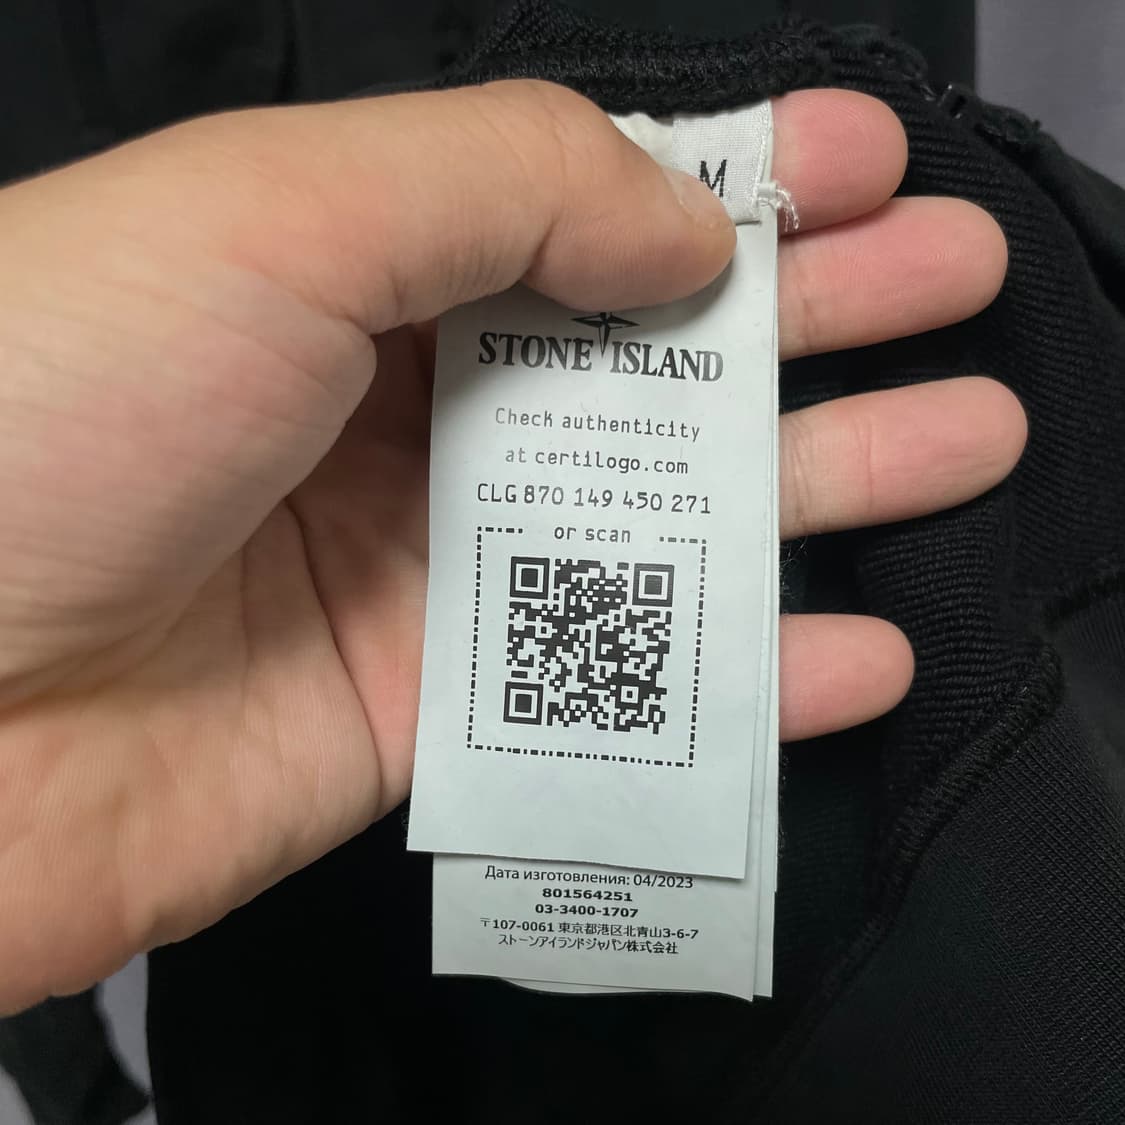 M
STONE ISLAND
Check authenticity
at certilogo.com
CLG 870 149 450 271
or scan
Дата изготовления: 04/2023
801564251
03-3400-1707
〒107-0061 東京都港区北青山3-6-7
ストーンアイランドジャパン株式会社